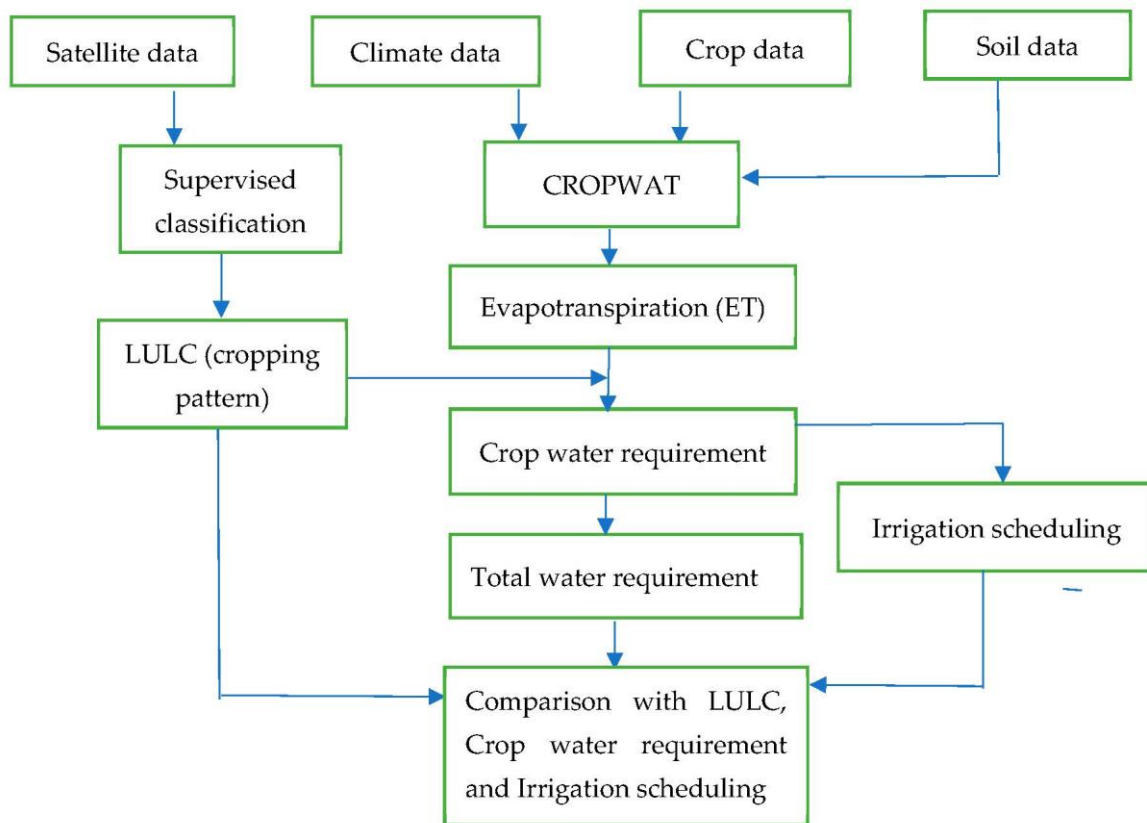 Satellite data
Climate data
Crop data
Soil data
Supervised
classification
CROPWAT
Evapotranspiration (ET)
LULC (cropping
pattern)
Crop water requirement
Irrigation scheduling
Total water requirement
Comparison with LULC,
Crop water requirement
and Irrigation scheduling